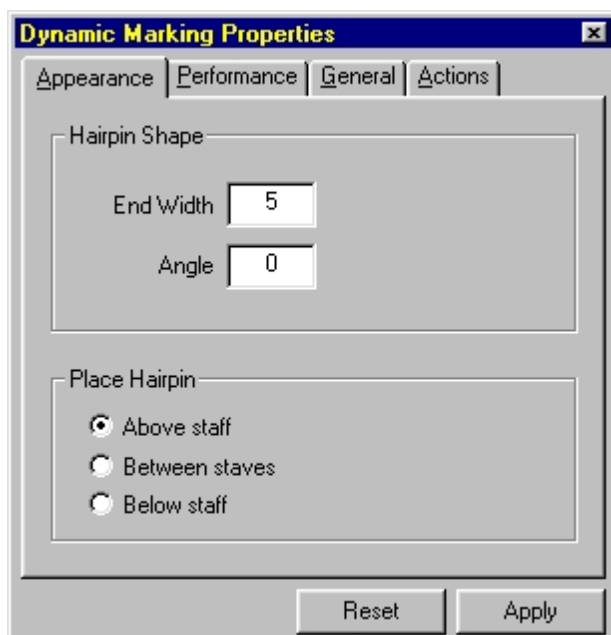 Dynamic Marking Properties
Appearance Performance General Actions
Hairpin Shape
End Width 5
Angle 0
Place Hairpin
Above staff
Between staves
Below staff
Reset Apply